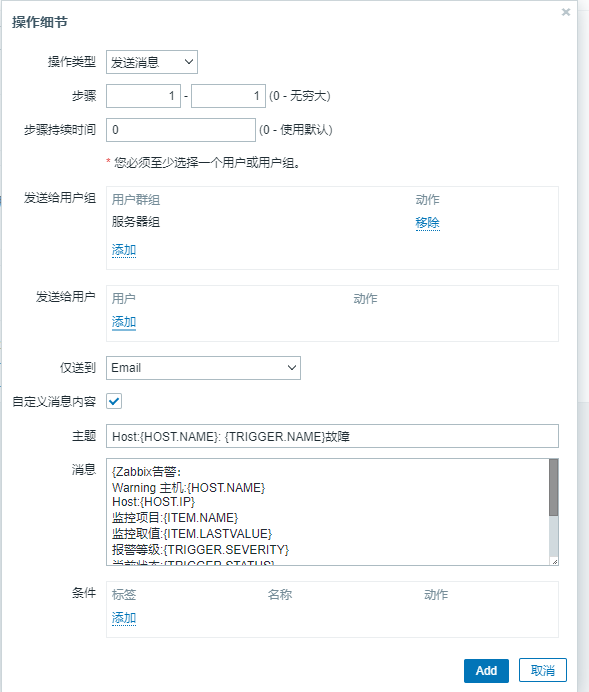 操作细节
操作类型 发送消息
步骤 1 - 1 (0 - 无穷大)
步骤持续时间 0 (0 - 使用默认)
* 您必须至少选择一个用户或用户组。
发送给用户组 用户群组 动作
服务器组 移除
添加
发送给用户 用户 动作
添加
仅送到 Email
自定义消息内容
主题 Host:{HOST.NAME}: {TRIGGER.NAME}故障
消息 {Zabbix告警：
Warning 主机:{HOST.NAME}
Host:{HOST.IP}
监控项目:{ITEM.NAME}
监控取值:{ITEM.LASTVALUE}
报警等级:{TRIGGER.SEVERITY}
当前状态:{TRIGGER.STATUS}
条件 标签 名称 动作
添加
Add 取消